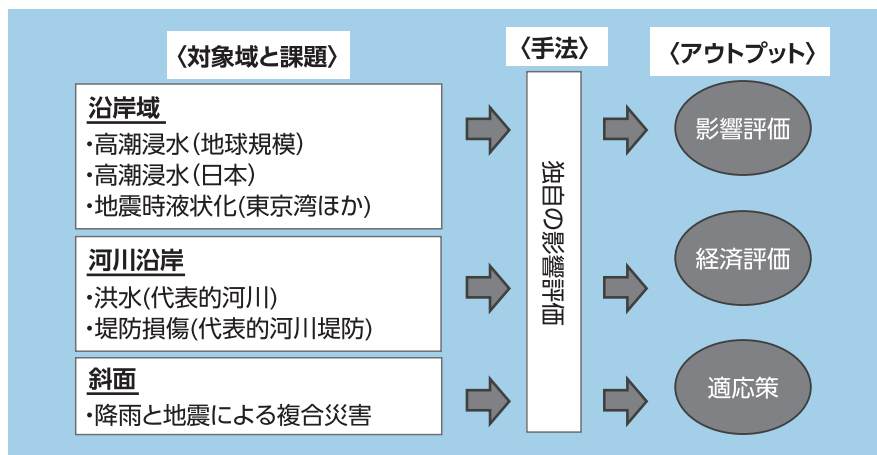 〈対象域と課題〉
〈手法〉
〈アウトプット〉
沿岸域
・高潮浸水(地球規模)
・高潮浸水(日本)
・地震時液状化(東京湾ほか)
河川沿岸
・洪水(代表的河川)
・堤防損傷(代表的河川堤防)
斜面
・降雨と地震による複合災害
独自の影響評価
影響評価
経済評価
適応策